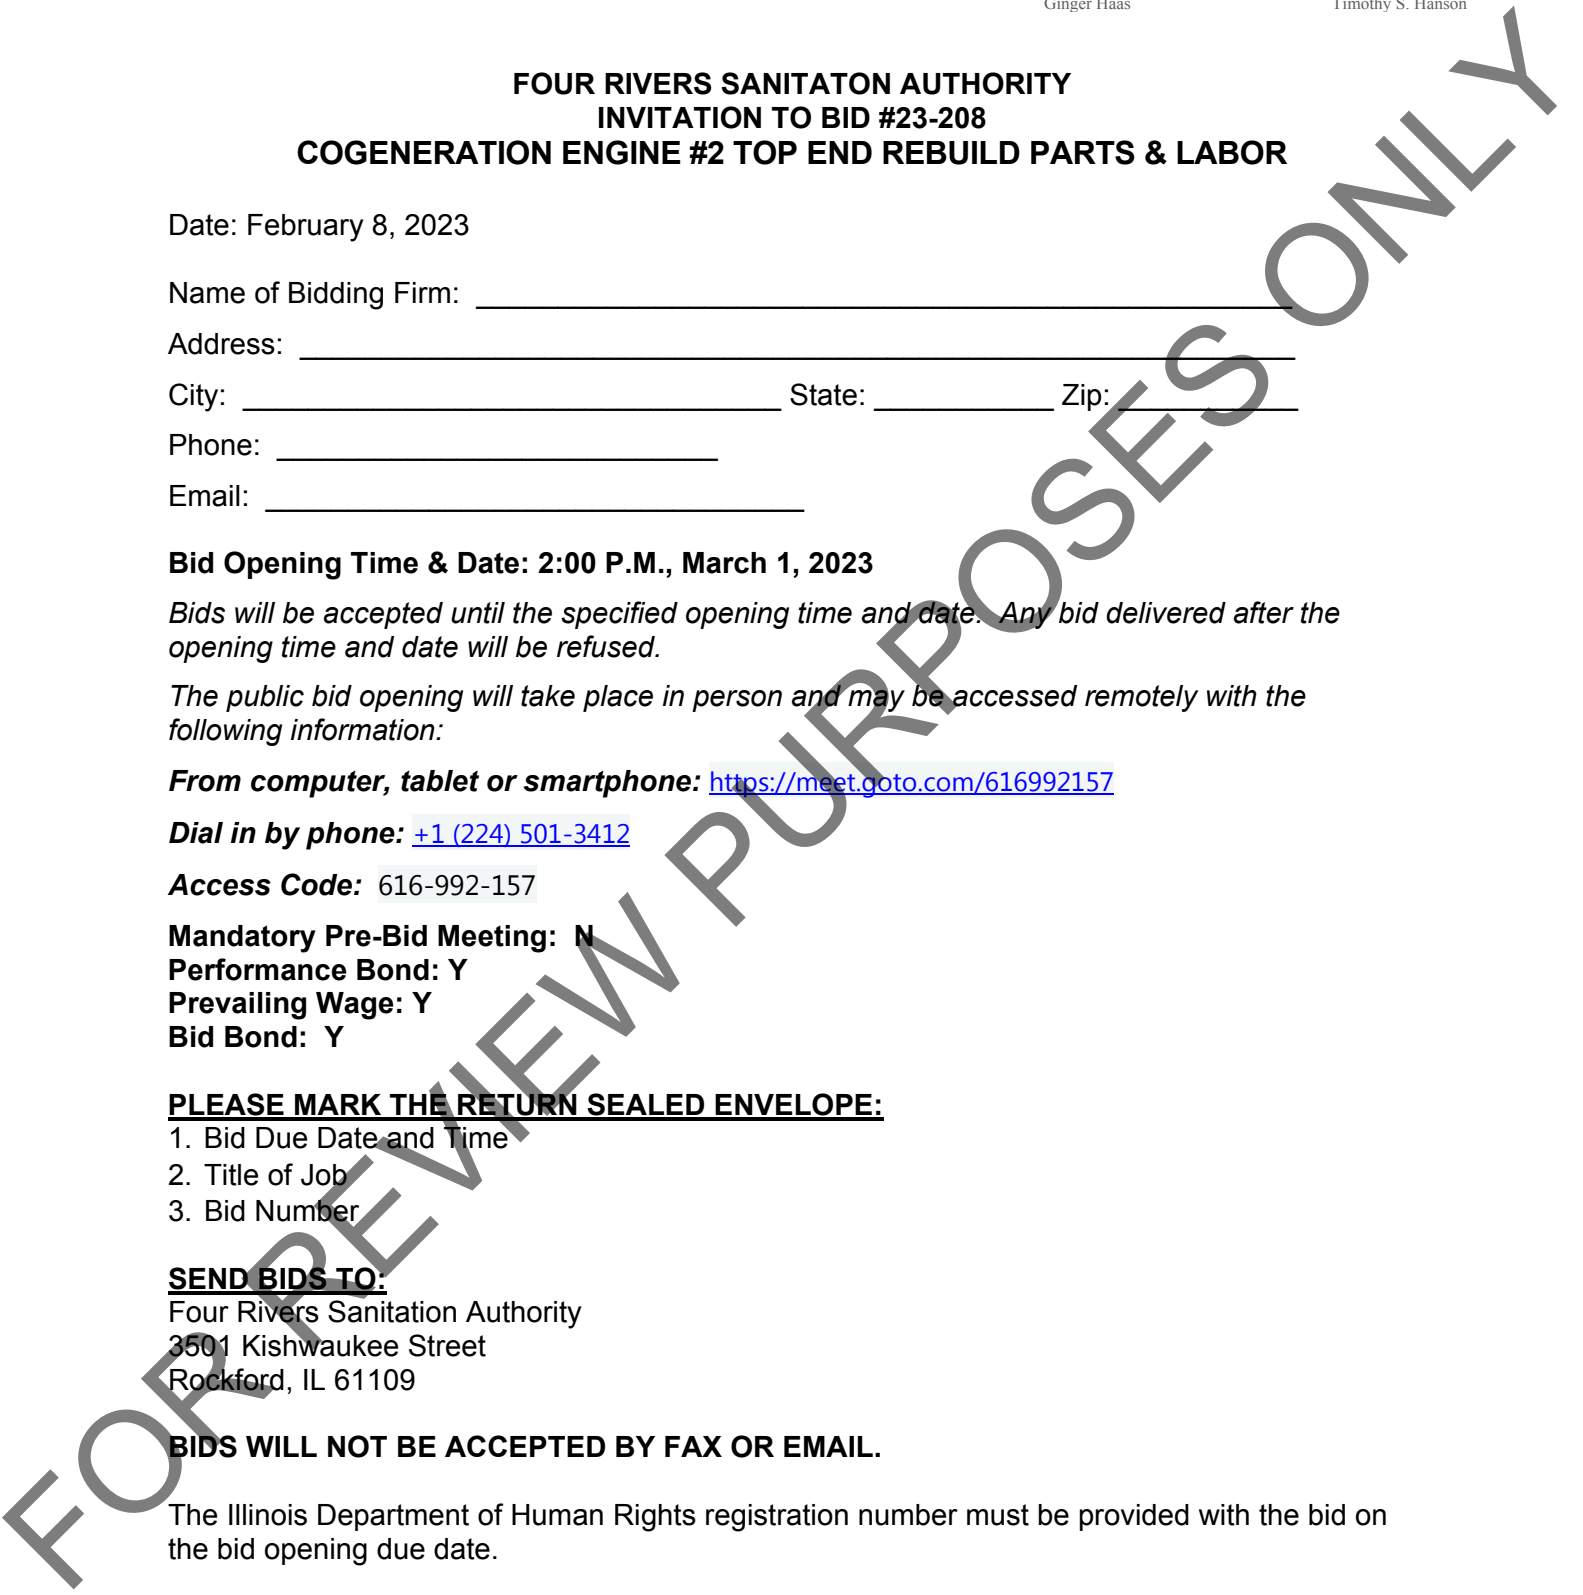 Ginger Haas Timothy S. Hanson
FOUR RIVERS SANITATON AUTHORITY
INVITATION TO BID #23-208
COGENERATION ENGINE #2 TOP END REBUILD PARTS & LABOR
Date: February 8, 2023
Name of Bidding Firm: ____________________
Address: ____________________
City: ____________________ State: ___________ Zip: ___________
Phone: ____________________
Email: ____________________
Bid Opening Time & Date: 2:00 P.M., March 1, 2023
Bids will be accepted until the specified opening time and date. Any bid delivered after the
opening time and date will be refused.
The public bid opening will take place in person and may be accessed remotely with the
following information:
From computer, tablet or smartphone: https://meet.goto.com/616992157
Dial in by phone: +1 (224) 501-3412
Access Code: 616-992-157
Mandatory Pre-Bid Meeting: N
Performance Bond: Y
Prevailing Wage: Y
Bid Bond: Y
PLEASE MARK THE RETURN SEALED ENVELOPE:
1. Bid Due Date and Time
2. Title of Job
3. Bid Number
SEND BIDS TO:
Four Rivers Sanitation Authority
3501 Kishwaukee Street
Rockford, IL 61109
BIDS WILL NOT BE ACCEPTED BY FAX OR EMAIL.
The Illinois Department of Human Rights registration number must be provided with the bid on
the bid opening due date.
FOR REVIEW PURPOSES ONLY